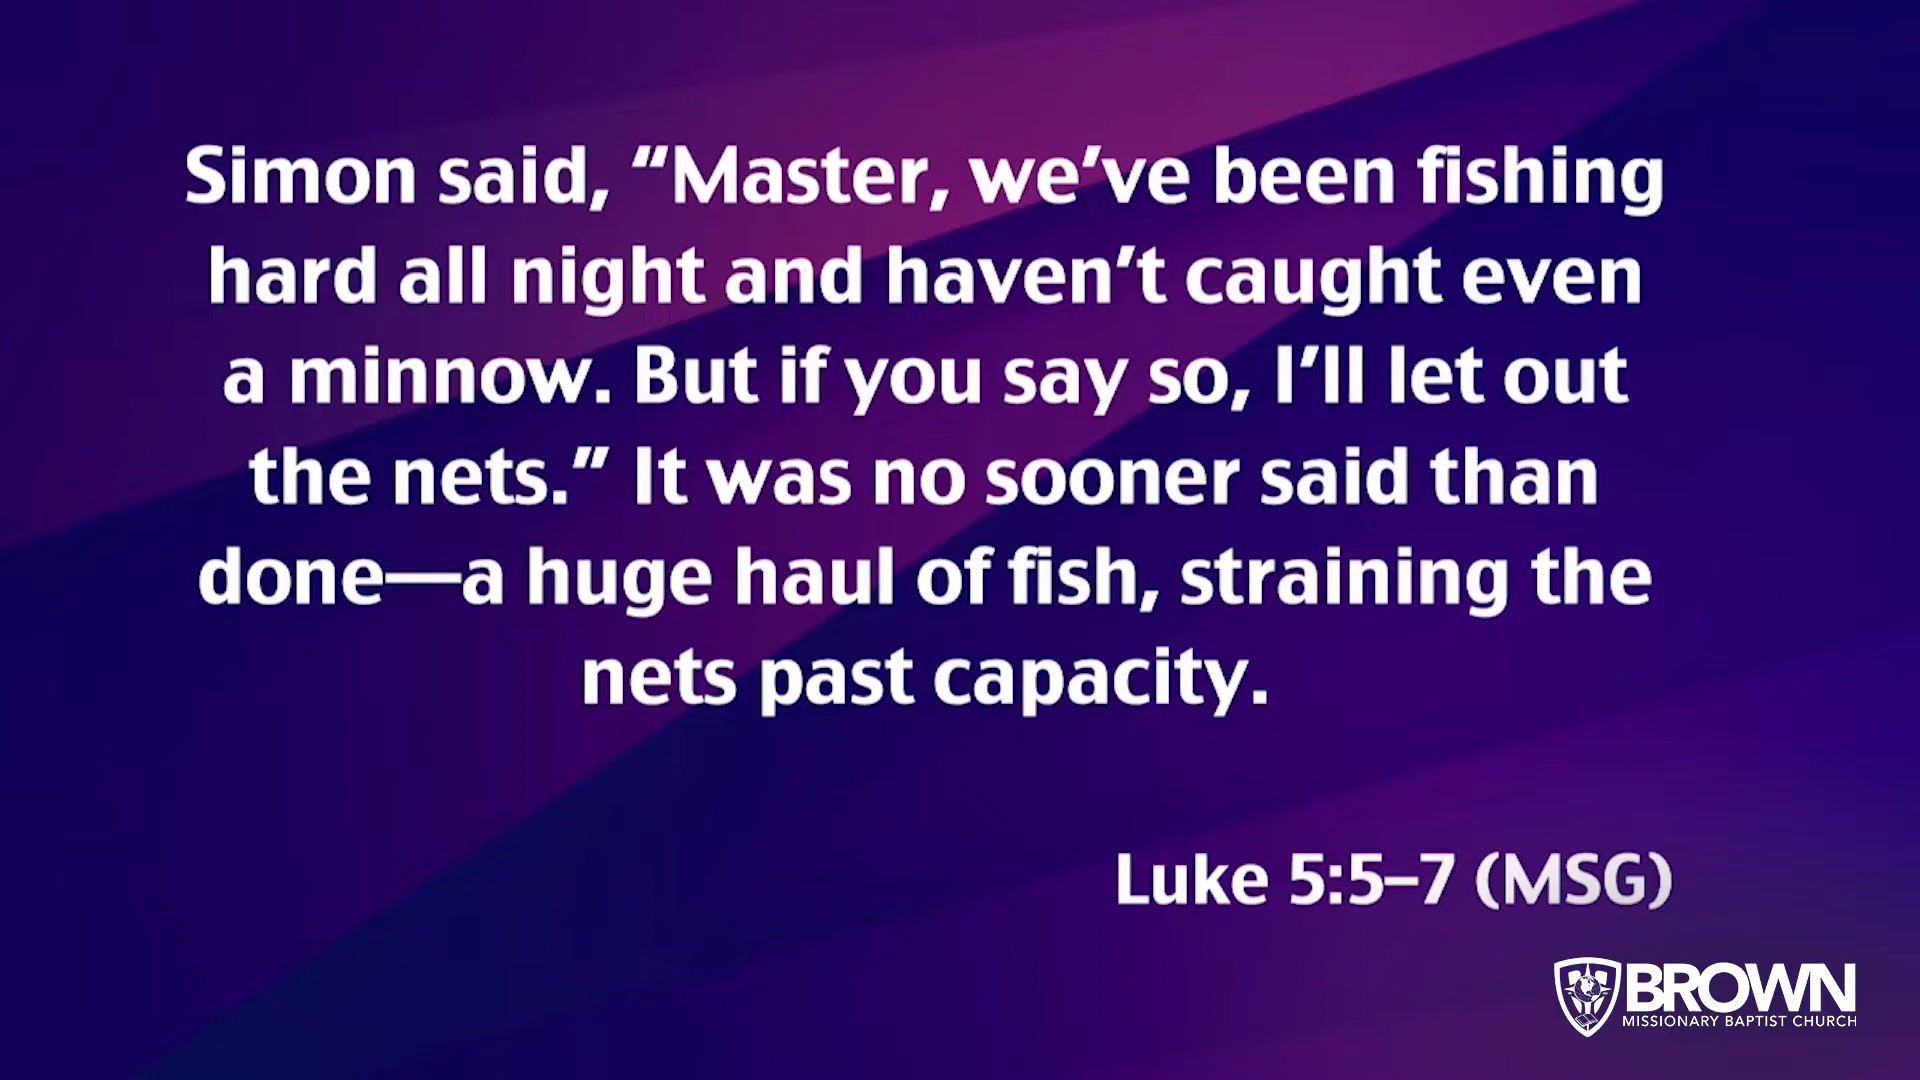 Simon said, “Master, we’ve been fishing
hard all night and haven’t caught even
a minnow. But if you say so, I’ll let out
the nets.” It was no sooner said than
done—a huge haul of fish, straining the
nets past capacity.
Luke 5:5–7 (MSG)
BROWN
MISSIONARY BAPTIST CHURCH